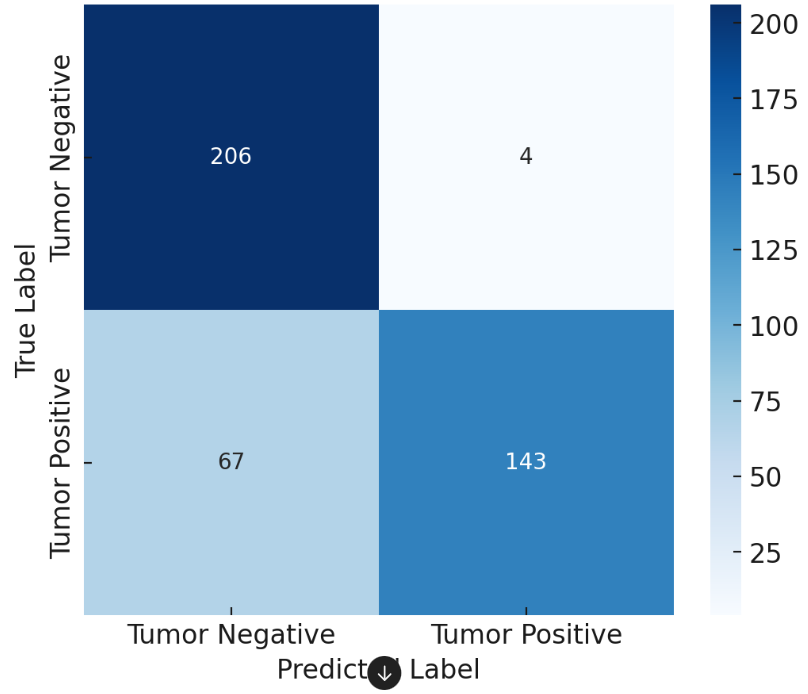 True Label
Tumor Negative
Tumor Positive
206
4
67
143
Tumor Negative
Tumor Positive
Label
200
175
150
125
100
75
50
25